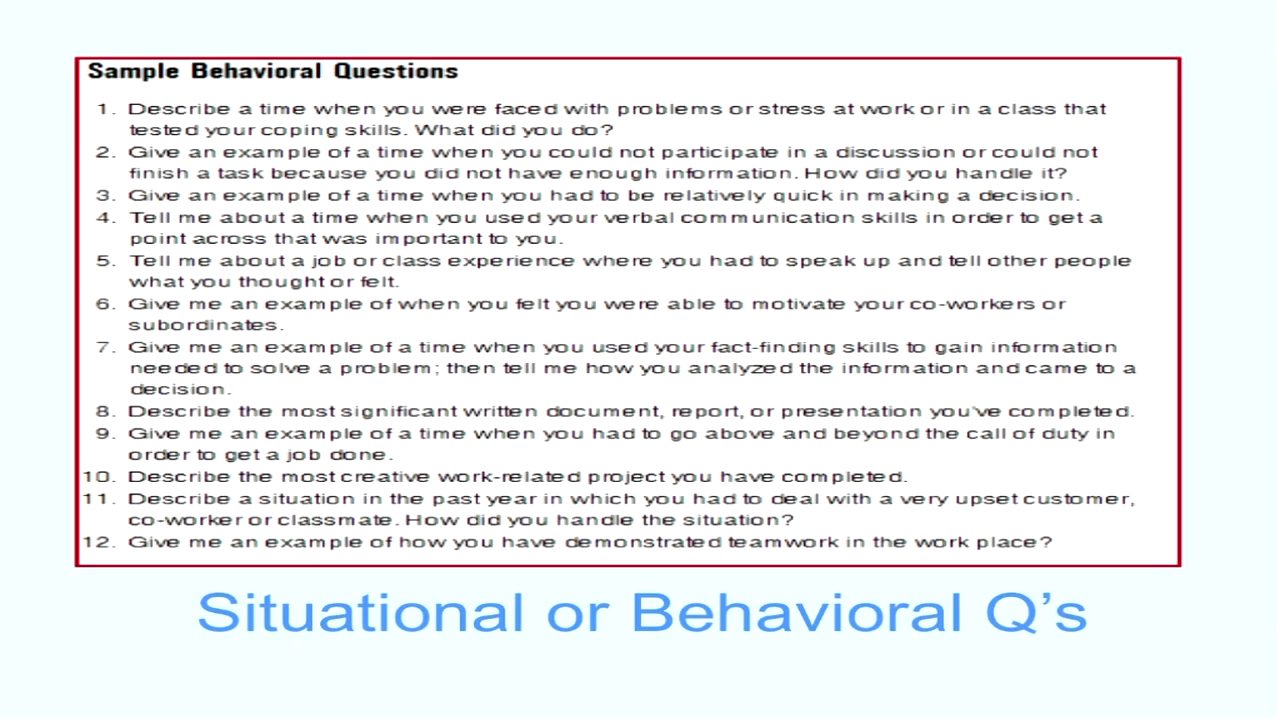 Sample Behavioral Questions
1. Describe a time when you were faced with problems or stress at work or in a class that
tested your coping skills. What did you do?
2. Give an example of a time when you could not participate in a discussion or could not
finish a task because you did not have enough information. How did you handle it?
3. Give an example of a time when you had to be relatively quick in making a decision.
4. Tell me about a time when you used your verbal communication skills in order to get a
point across that was important to you.
5. Tell me about a job or class experience where you had to speak up and tell other people
what you thought or felt.
6. Give me an example of when you felt you were able to motivate your co-workers or
subordinates.
7. Give me an example of a time when you used your fact-finding skills to gain information
needed to solve a problem; then tell me how you analyzed the information and came to a
decision.
8. Describe the most significant written document, report, or presentation you've completed.
9. Give me an example of a time when you had to go above and beyond the call of duty in
order to get a job done.
10. Describe the most creative work-related project you have completed.
11. Describe a situation in the past year in which you had to deal with a very upset customer,
co-worker or classmate. How did you handle the situation?
12. Give me an example of how you have demonstrated teamwork in the work place?
Situational or Behavioral Q’s